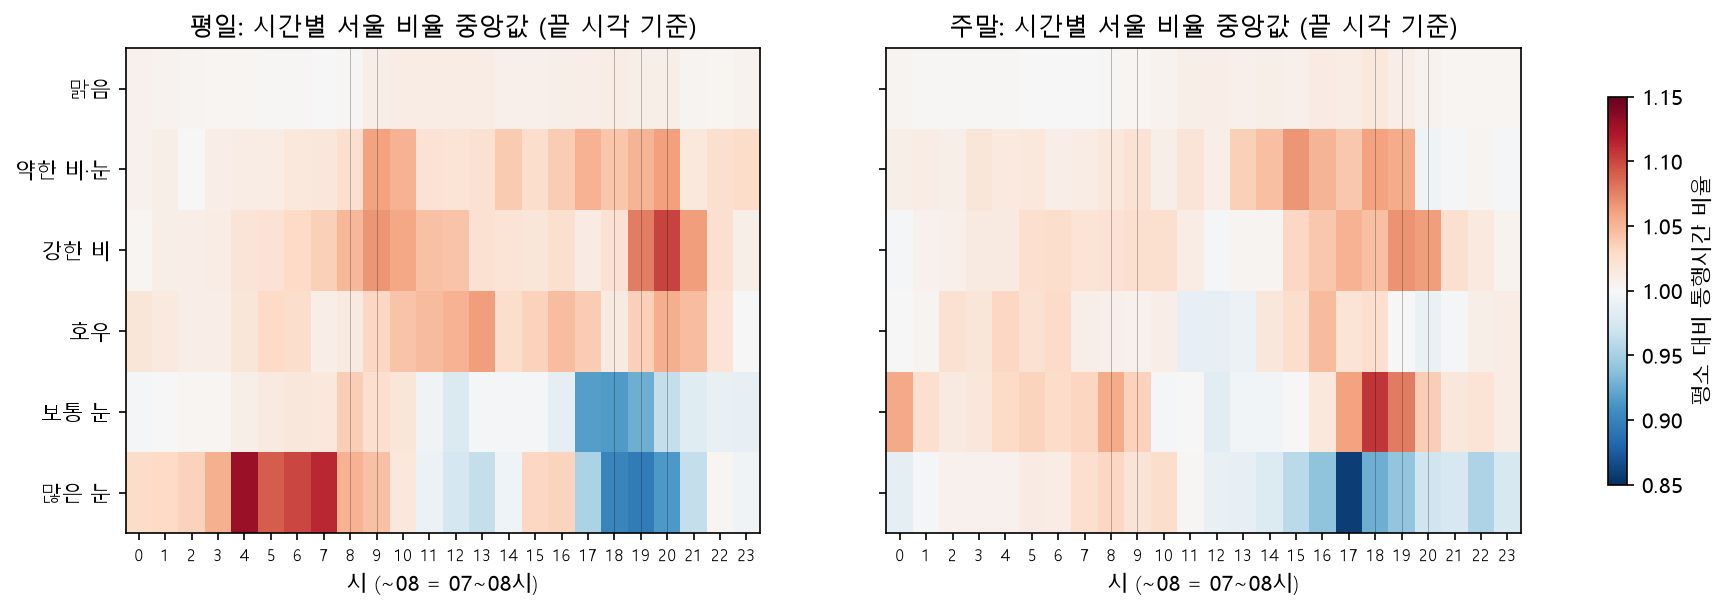 평일: 시간별 서울 비율 중앙값 (끝 시각 기준)
주말: 시간별 서울 비율 중앙값 (끝 시각 기준)
맑음
약한 비·눈
강한 비
호우
보통 눈
많은 눈
0 1 2 3 4 5 6 7 8 9 10 11 12 13 14 15 16 17 18 19 20 21 22 23
시 (~08 = 07~08시)
0 1 2 3 4 5 6 7 8 9 10 11 12 13 14 15 16 17 18 19 20 21 22 23
시 (~08 = 07~08시)
1.15
1.10
1.05
1.00
0.95
0.90
0.85
평소 대비 통행시간 비율